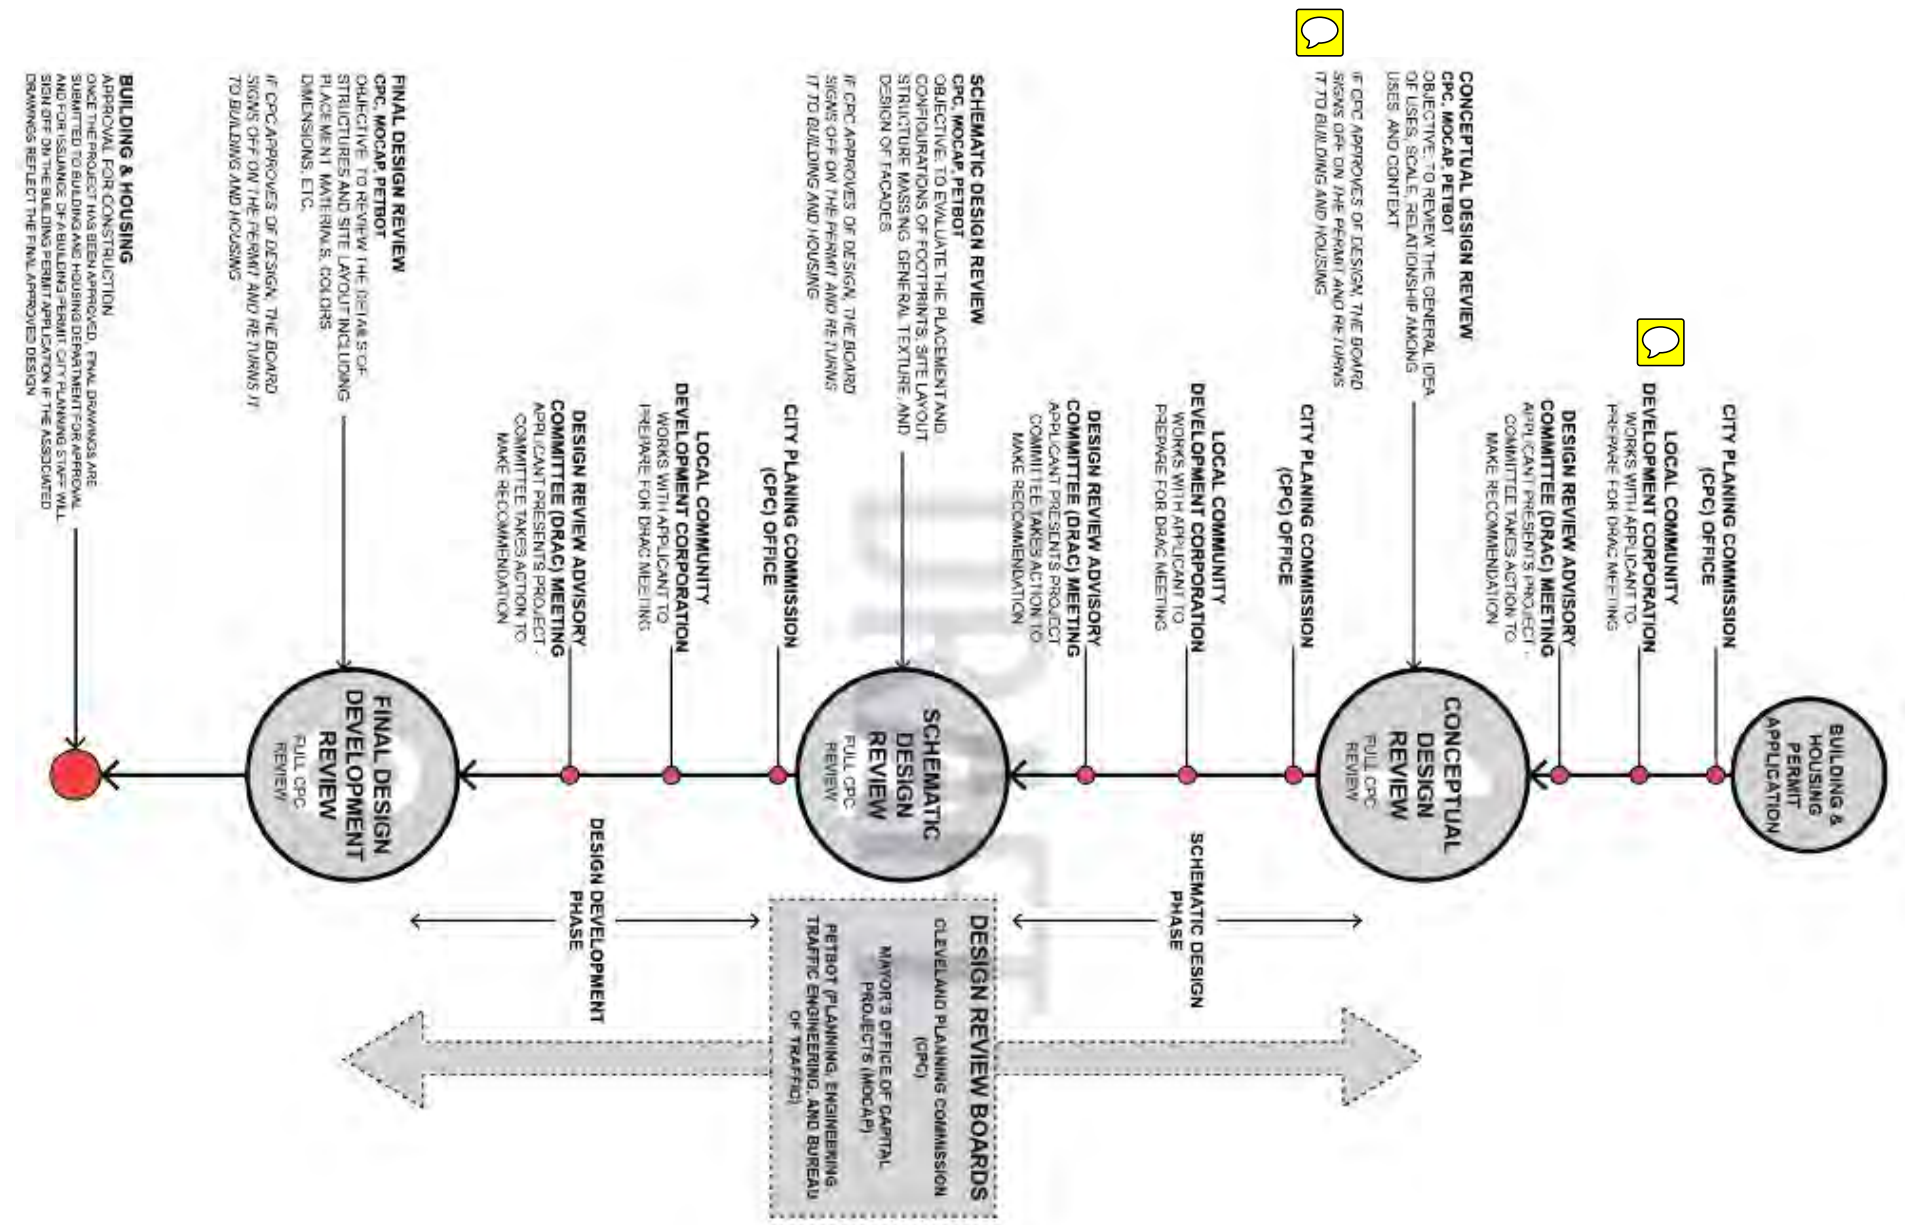 BUILDING &
HOUSING
PERMIT
APPLICATION
CITY PLANING COMMISSION
(CPC) OFFICE
LOCAL COMMUNITY
DEVELOPMENT CORPORATION
WORKS WITH APPLICANT TO
PREPARE FOR DRAC MEETING
DESIGN REVIEW ADVISORY
COMMITTEE (DRAC) MEETING
APPLICANT PRESENTS PROJECT.
COMMITTEE TAKES ACTION TO
MAKE RECOMMENDATION
CONCEPTUAL DESIGN REVIEW
CPC, MOCAP, PETBOT
OBJECTIVE: TO REVIEW THE GENERAL IDEA
OF USES, SCALE, RELATIONSHIP AMONG
USES, AND CONTEXT
IF CPC APPROVES OF DESIGN, THE BOARD
SIGNS OFF ON THE PERMIT AND RETURNS
IT TO BUILDING AND HOUSING
CONCEPTUAL
DESIGN
REVIEW
FULL CPC
REVIEW
CITY PLANING COMMISSION
(CPC) OFFICE
LOCAL COMMUNITY
DEVELOPMENT CORPORATION
WORKS WITH APPLICANT TO
PREPARE FOR DRAC MEETING
DESIGN REVIEW ADVISORY
COMMITTEE (DRAC) MEETING
APPLICANT PRESENTS PROJECT
COMMITTEE TAKES ACTION TO
MAKE RECOMMENDATION
SCHEMATIC DESIGN
PHASE
SCHEMATIC DESIGN REVIEW
CPC, MOCAP, PETBOT
OBJECTIVE: TO EVALUATE THE PLACEMENT AND
CONFIGURATIONS OF FOOTPRINTS, SITE LAYOUT,
STRUCTURE MASSING, GENERAL TEXTURE, AND
DESIGN OF FACADES
IF CPC APPROVES OF DESIGN, THE BOARD
SIGNS OFF ON THE PERMIT AND RETURNS
IT TO BUILDING AND HOUSING
SCHEMATIC
DESIGN
REVIEW
FULL CPC
REVIEW
DESIGN REVIEW BOARDS
CLEVELAND PLANNING COMMISSION
(CPC)
MAYOR'S OFFICE OF CAPITAL
PROJECTS (MOCAP)
PETBOT (PLANNING, ENGINEERING,
TRAFFIC ENGINEERING, AND BUREAU
OF TRAFFIC)
CITY PLANING COMMISSION
(CPC) OFFICE
LOCAL COMMUNITY
DEVELOPMENT CORPORATION
WORKS WITH APPLICANT TO
PREPARE FOR DRAC MEETING
DESIGN REVIEW ADVISORY
COMMITTEE (DRAC) MEETING
APPLICANT PRESENTS PROJECT.
COMMITTEE TAKES ACTION TO
MAKE RECOMMENDATION
DESIGN DEVELOPMENT
PHASE
FINAL DESIGN REVIEW
CPC, MOCAP, PETBOT
OBJECTIVE: TO REVIEW THE DETAILS OF
STRUCTURES AND SITE LAYOUT INCLUDING
PLACEMENT, MATERIALS, COLORS,
DIMENSIONS, ETC.
IF CPC APPROVES OF DESIGN, THE BOARD
SIGNS OFF ON THE PERMIT AND RETURNS IT
TO BUILDING AND HOUSING
FINAL DESIGN
DEVELOPMENT
REVIEW
FULL CPC
REVIEW
BUILDING & HOUSING
APPROVAL FOR CONSTRUCTION
ONCE THE PROJECT HAS BEEN APPROVED, FINAL DRAWINGS ARE
SUBMITTED TO BUILDING AND HOUSING DEPARTMENT FOR APPROVAL
AND FOR ISSUANCE OF A BUILDING PERMIT. CITY PLANNING STAFF WILL
SIGN OFF ON THE BUILDING PERMIT APPLICATION IF THE ASSOCIATED
DRAWINGS REFLECT THE FINAL APPROVED DESIGN
DRAFT